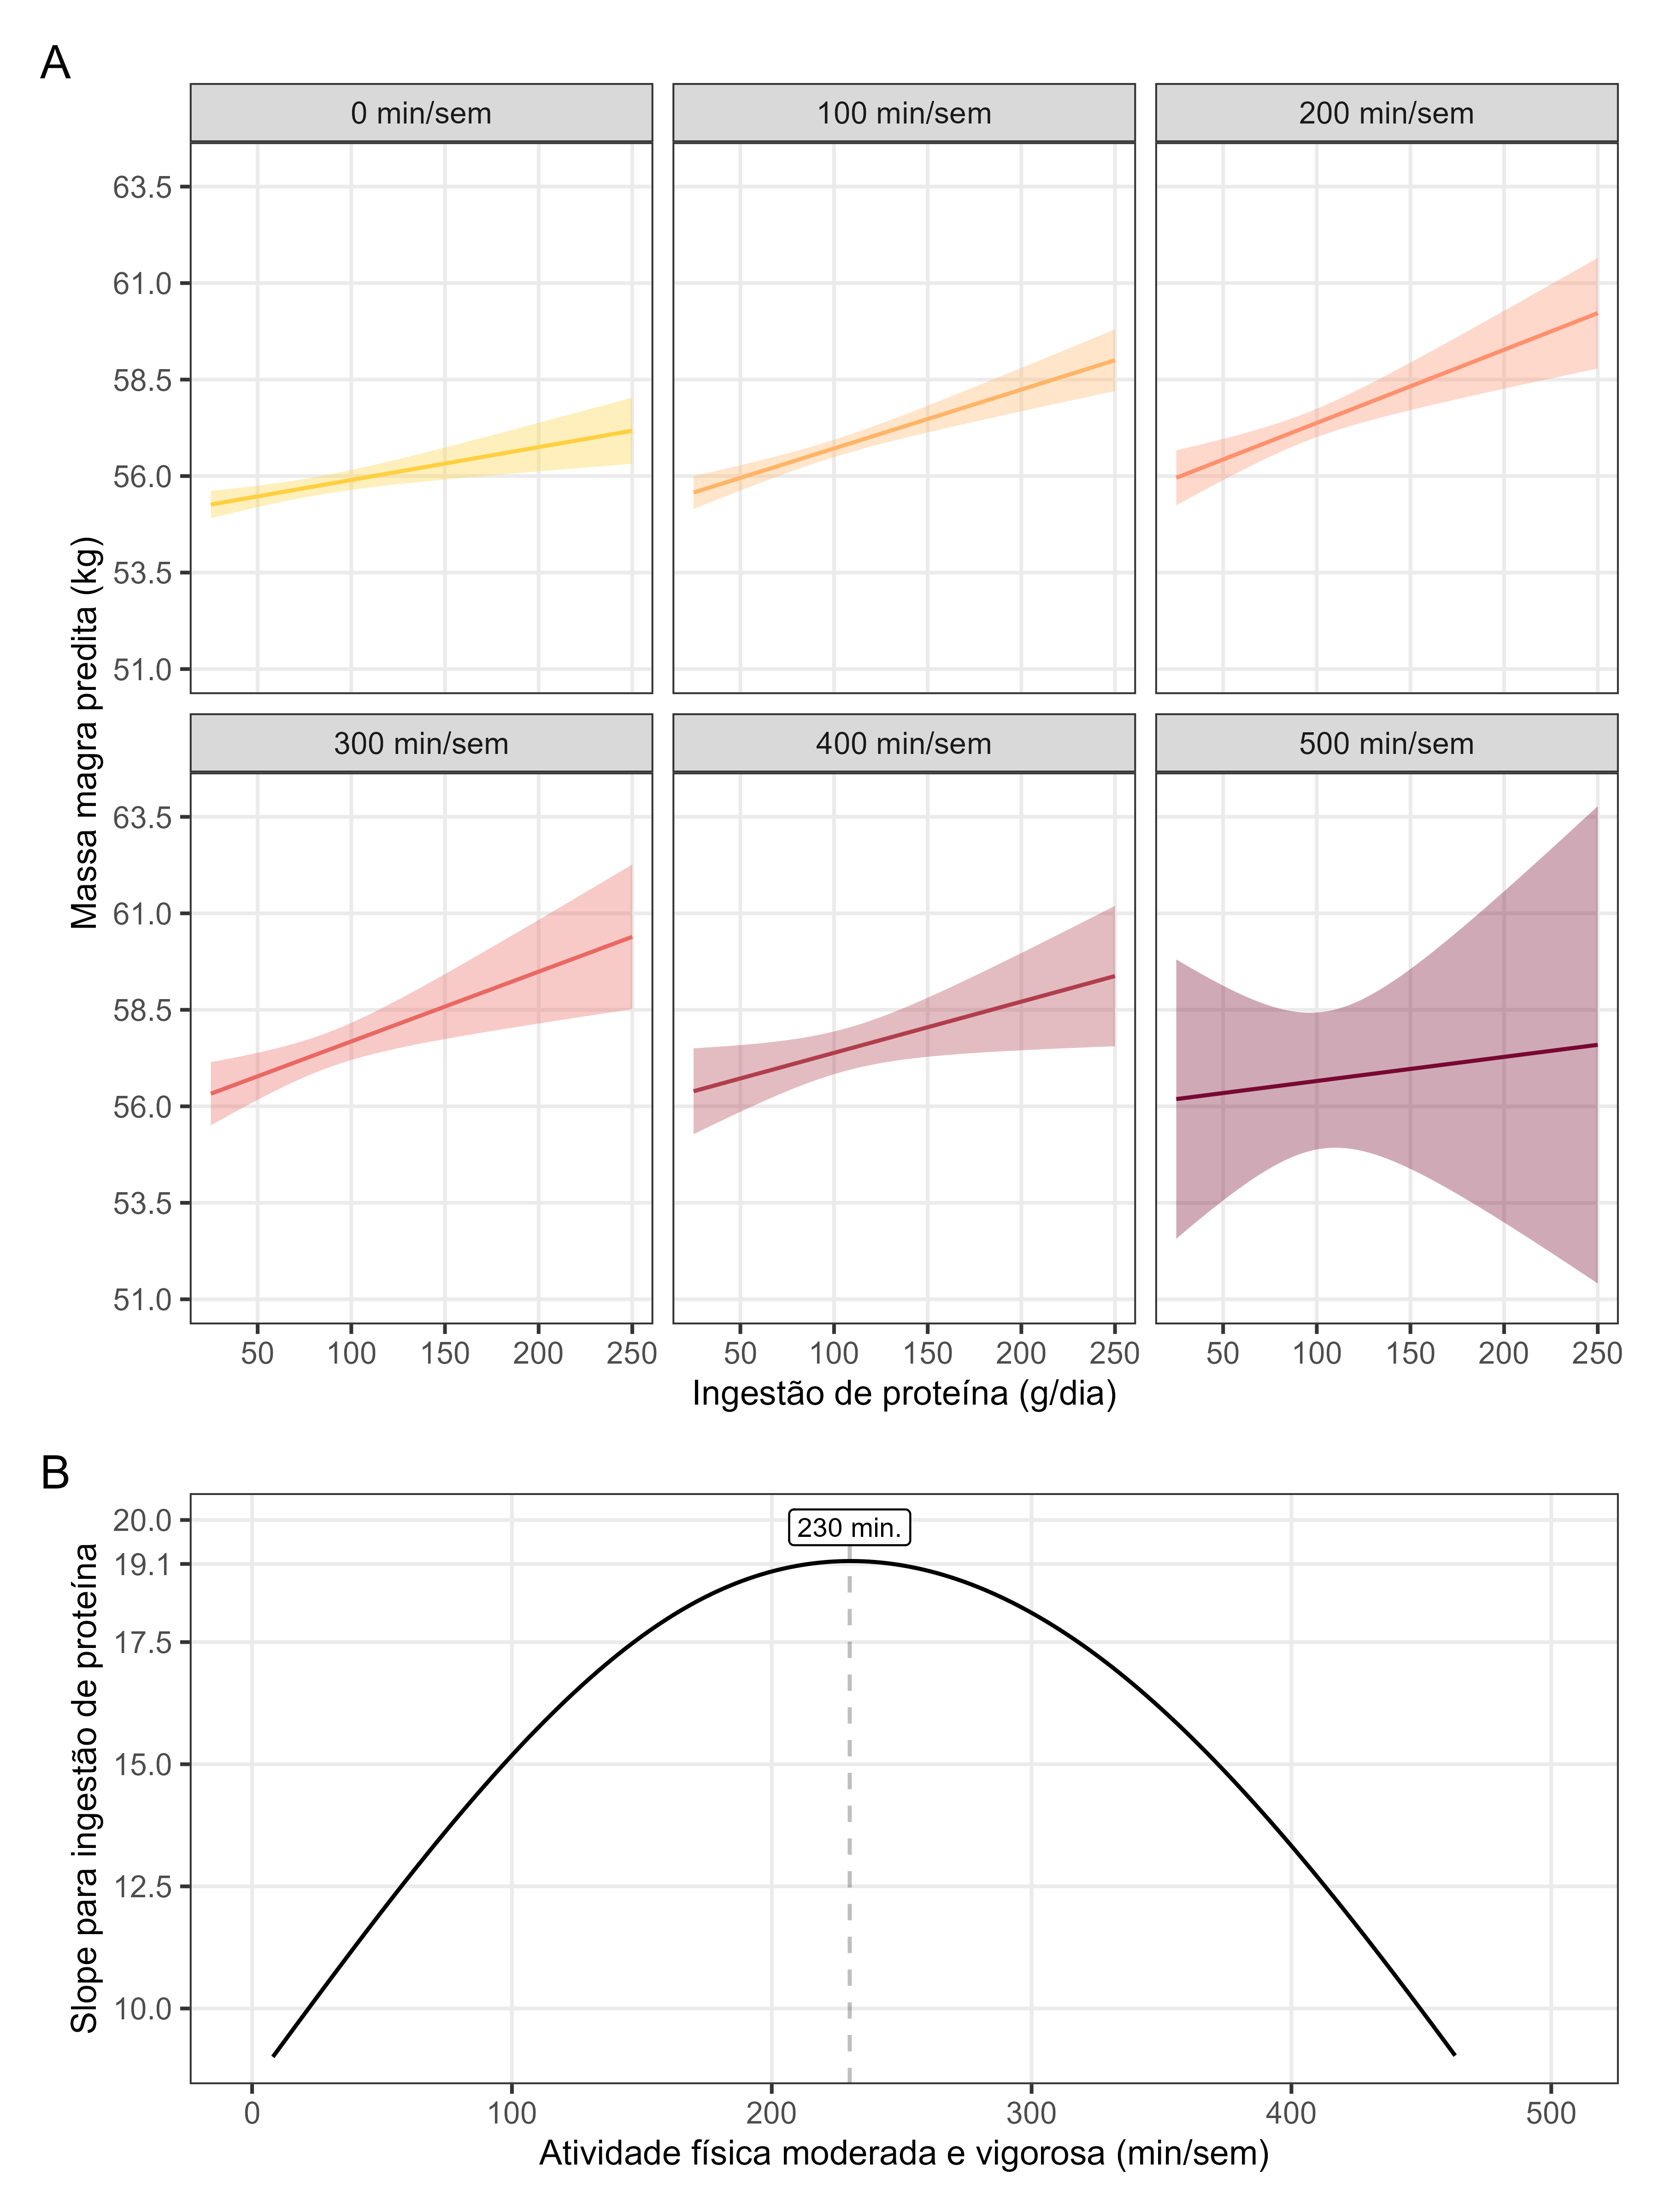 A
0 min/sem
100 min/sem
200 min/sem
63.5
61.0
58.5
56.0
53.5
51.0
Massa magra predita (kg)
300 min/sem
400 min/sem
500 min/sem
63.5
61.0
58.5
56.0
53.5
51.0
50 100 150 200 250
50 100 150 200 250
50 100 150 200 250
Ingestão de proteína (g/dia)
B
Slope para ingestão de proteína
20.0
19.1
17.5
15.0
12.5
10.0
230 min.
0 100 200 300 400 500
Atividade física moderada e vigorosa (min/sem)